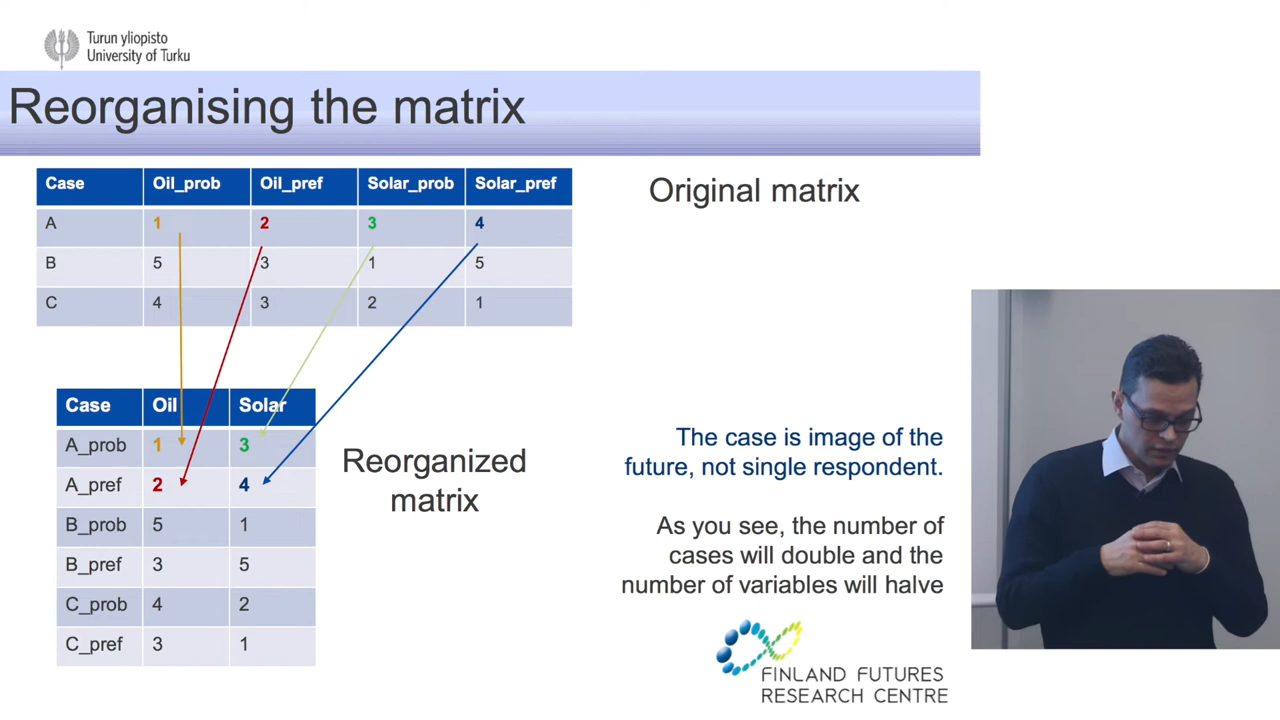 Turun yliopisto
University of Turku
Reorganising the matrix
Case Oil_prob Oil_pref Solar_prob Solar_pref
A 1 2 3 4
B 5 3 1 5
C 4 3 2 1
Original matrix
Case Oil Solar
A_prob 1 3
A_pref 2 4
B_prob 5 1
B_pref 3 5
C_prob 4 2
C_pref 3 1
Reorganized
matrix
The case is image of the
future, not single respondent.
As you see, the number of
cases will double and the
number of variables will halve
FINLAND FUTURES
RESEARCH CENTRE